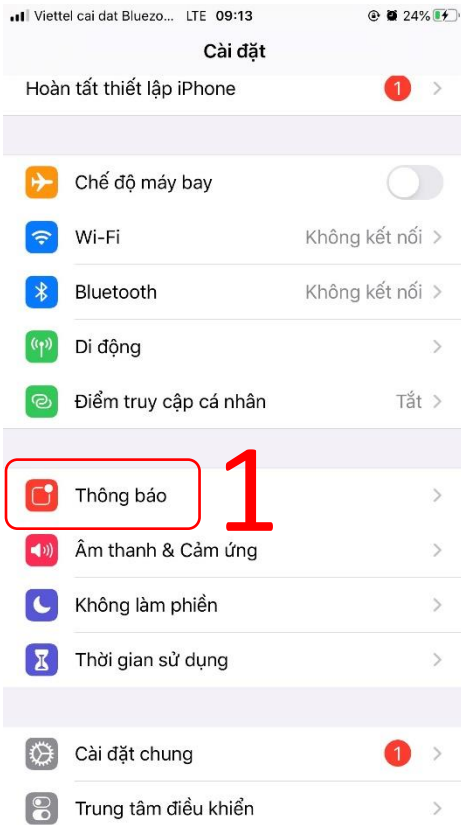 Viettel cai dat Bluezo... LTE 09:13 24%
Cài đặt
Hoàn tất thiết lập iPhone 1
Chế độ máy bay
Wi-Fi Không kết nối
Bluetooth Không kết nối
Di động
Điểm truy cập cá nhân Tắt
Thông báo 1
Âm thanh & Cảm ứng
Không làm phiền
Thời gian sử dụng
Cài đặt chung 1
Trung tâm điều khiển